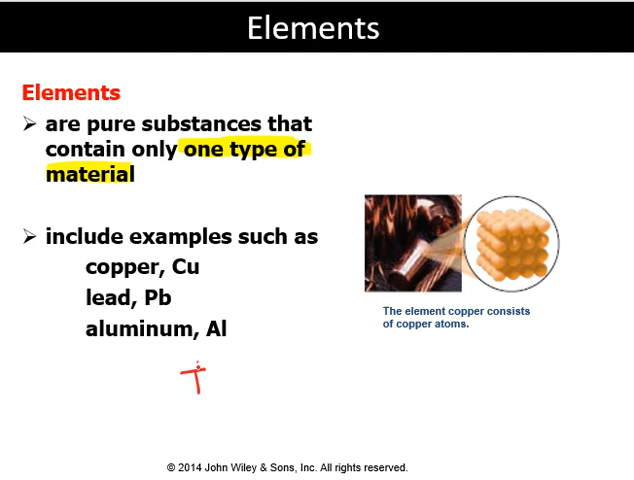 Elements
Elements
➢ are pure substances that
contain only one type of
material
➢ include examples such as
copper, Cu
lead, Pb
aluminum, Al
The element copper consists
of copper atoms.
© 2014 John Wiley & Sons, Inc. All rights reserved.